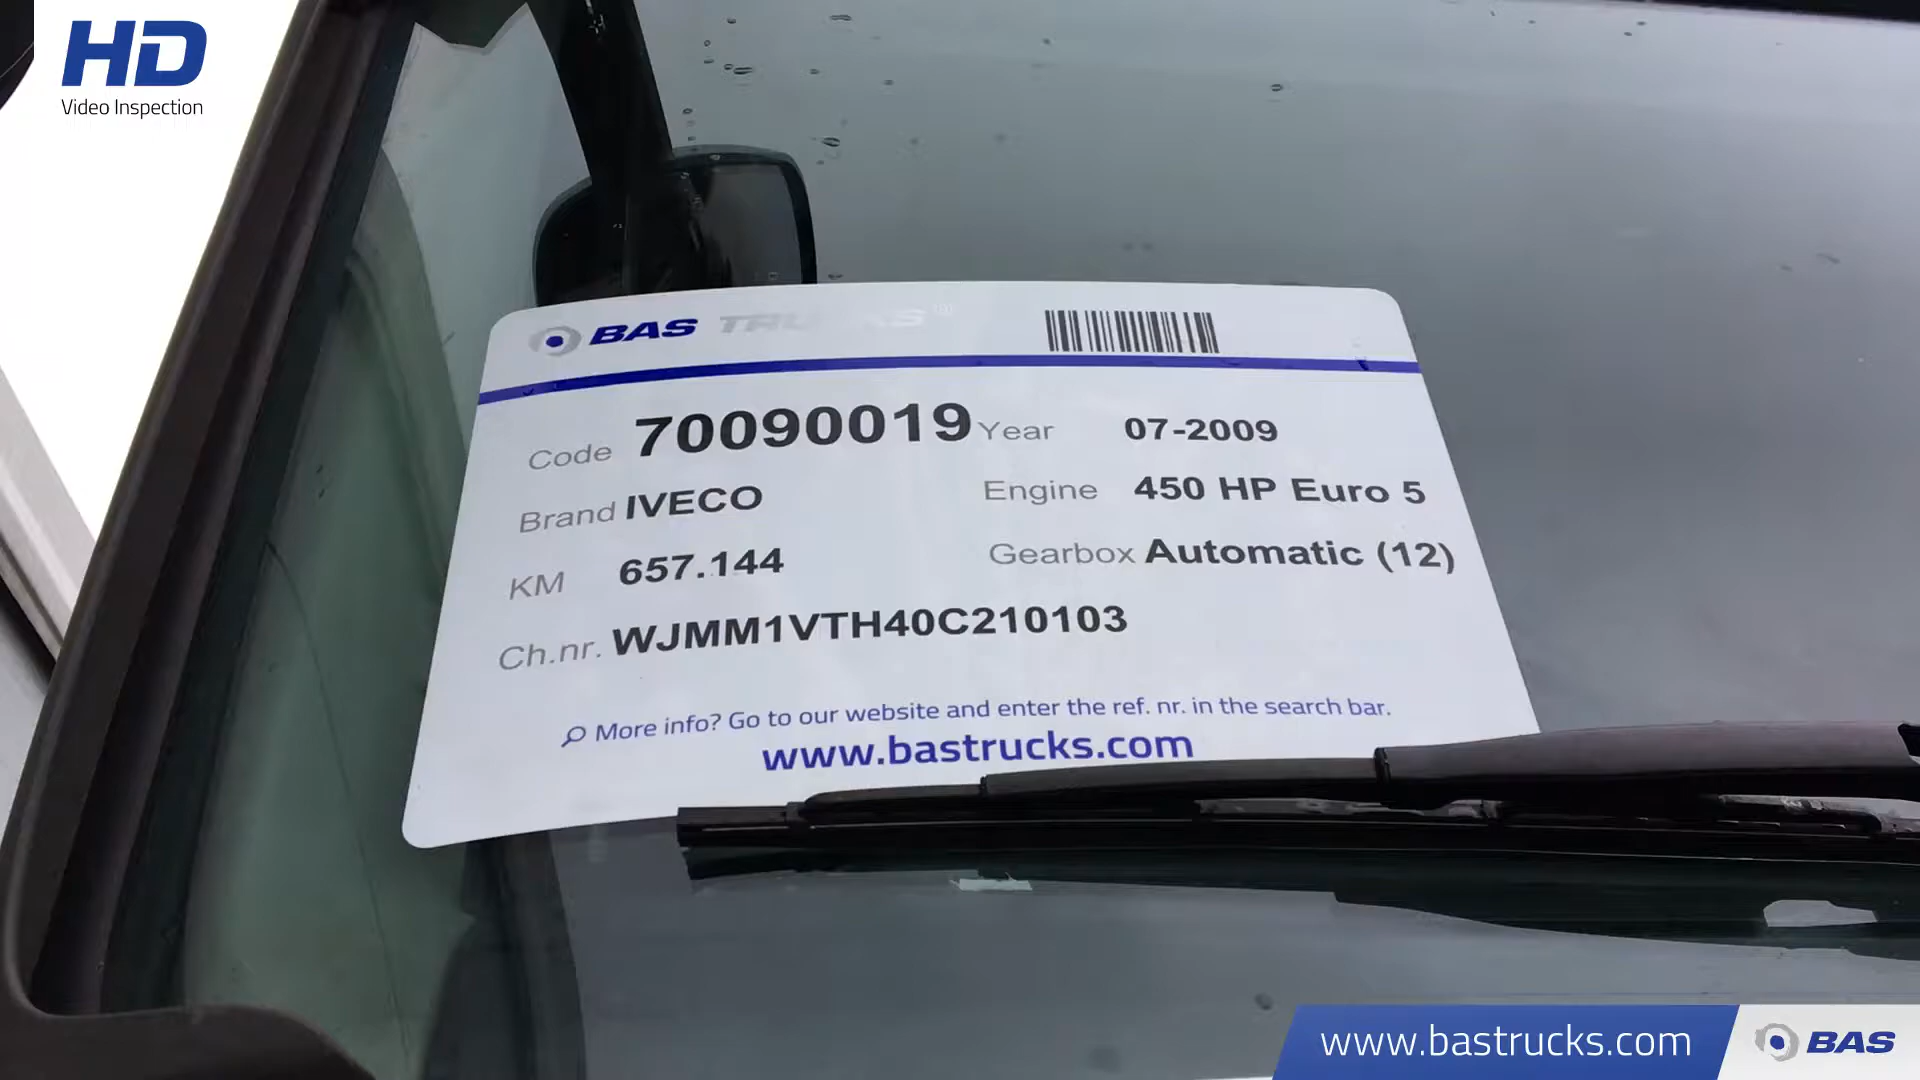 HD
Video Inspection
BAS TRUCKS
Code 70090019 Year 07-2009
Brand IVECO Engine 450 HP Euro 5
KM 657.144 Gearbox Automatic (12)
Ch.nr. WJMM1VTH40C210103
More info? Go to our website and enter the ref. nr. in the search bar.
www.bastrucks.com
www.bastrucks.com BAS